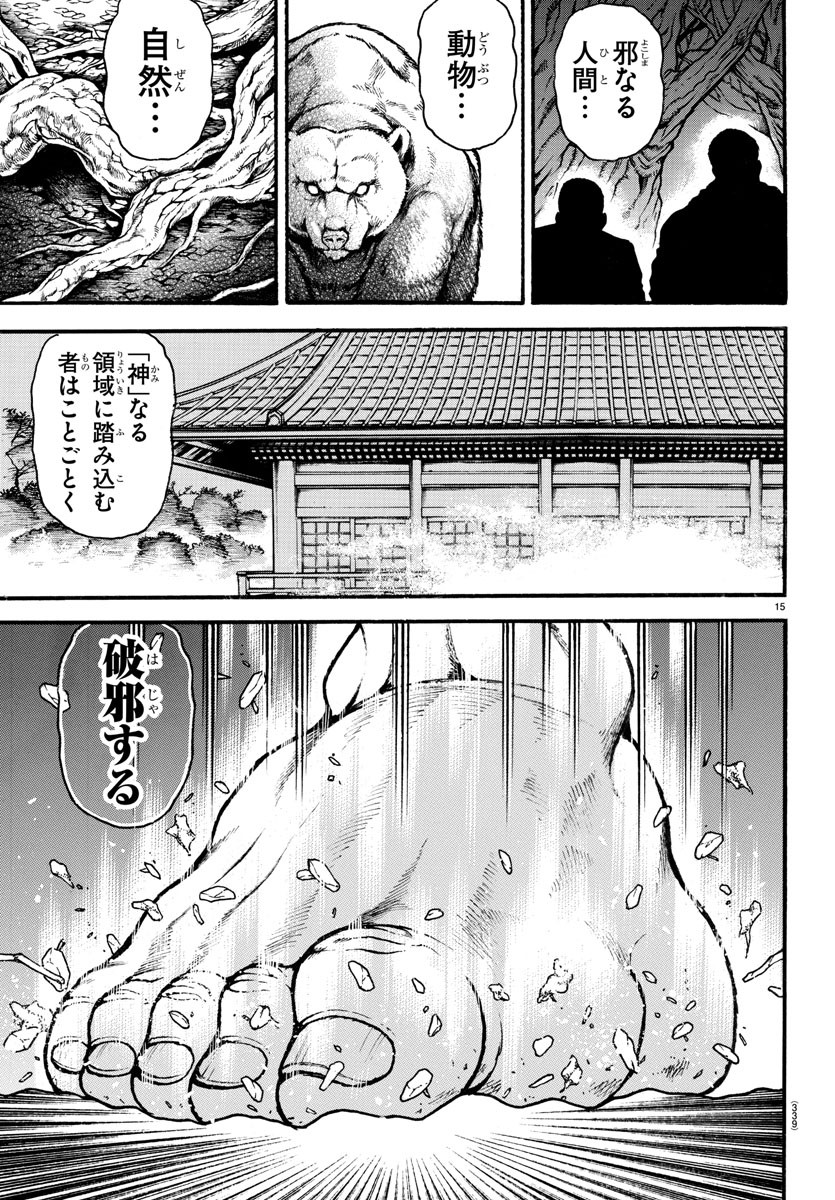 邪なる
人間…
動物…
自然…
「神」なる
領域に踏み込む
者はことごとく
15
破邪する
(339)